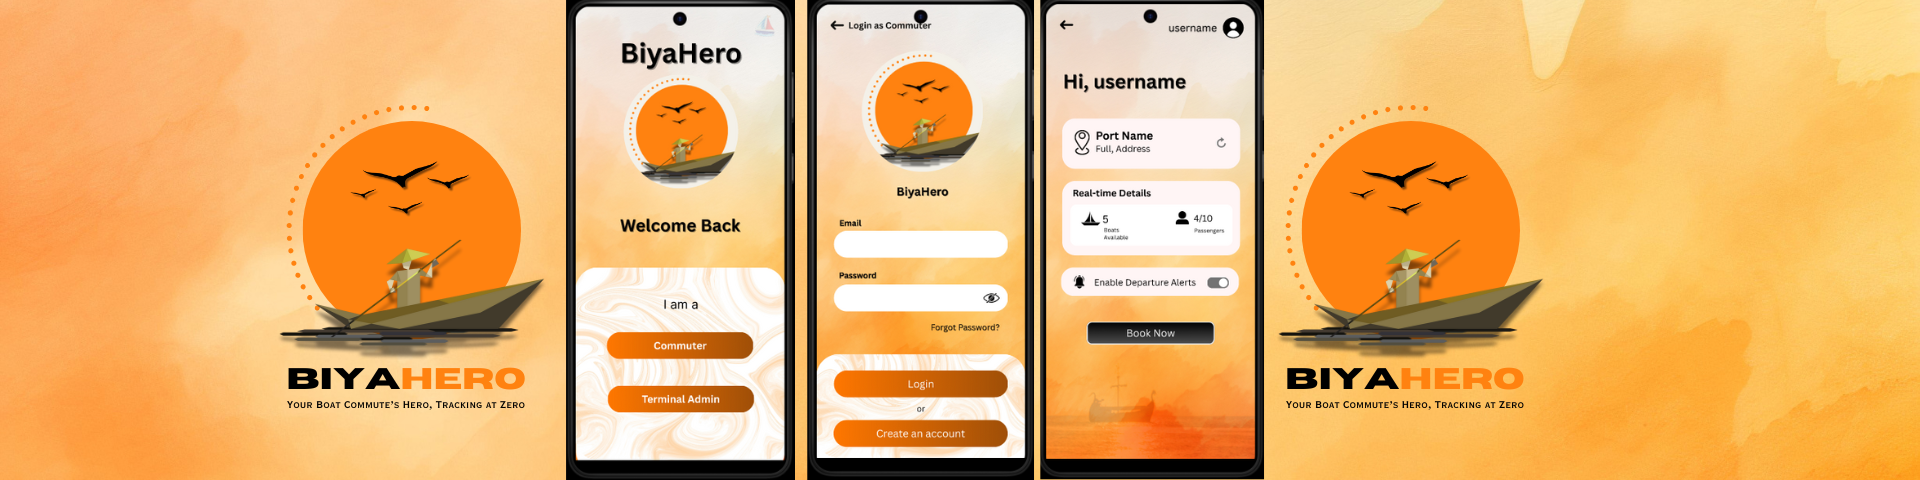 BIYAHERO
Your Boat Commute's Hero, Tracking at Zero
BiyaHero
Welcome Back
I am a
Commuter
Terminal Admin
Login as Commuter
BiyaHero
Email
Password
Forgot Password?
Login
or
Create an account
username
Hi, username
Port Name
Full, Address
Real-time Details
5
Boats
Available
4/10
Passengers
Enable Departure Alerts
Book Now
BIYAHERO
Your Boat Commute's Hero, Tracking at Zero